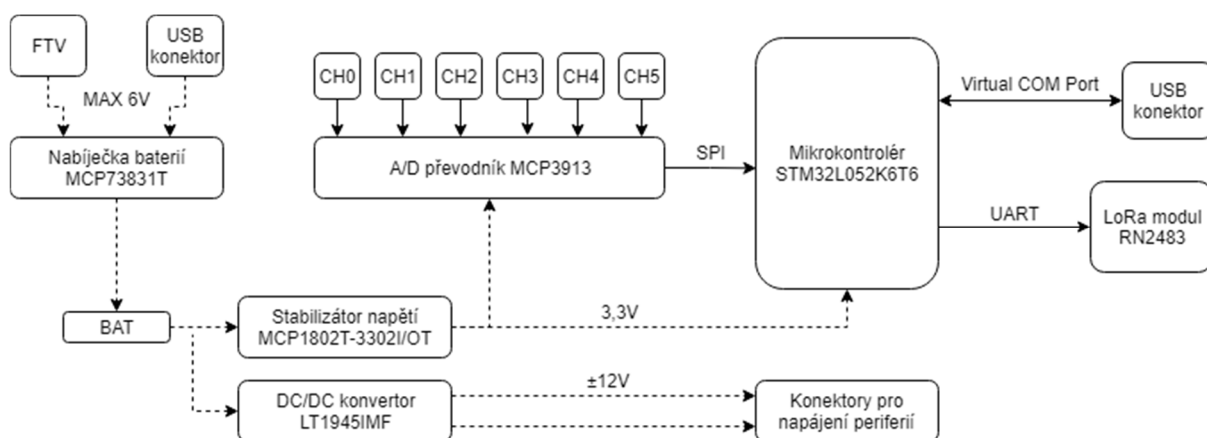 FTV
USB
konektor
MAX 6V
Nabíječka baterií
MCP73831T
BAT
CH0
CH1
CH2
CH3
CH4
CH5
A/D převodník MCP3913
SPI
Mikrokontrolér
STM32L052K6T6
Virtual COM Port
USB
konektor
UART
LoRa modul
RN2483
Stabilizátor napětí
MCP1802T-3302I/OT
3,3V
DC/DC konvertor
LT1945IMF
±12V
Konektory pro
napájení periferií